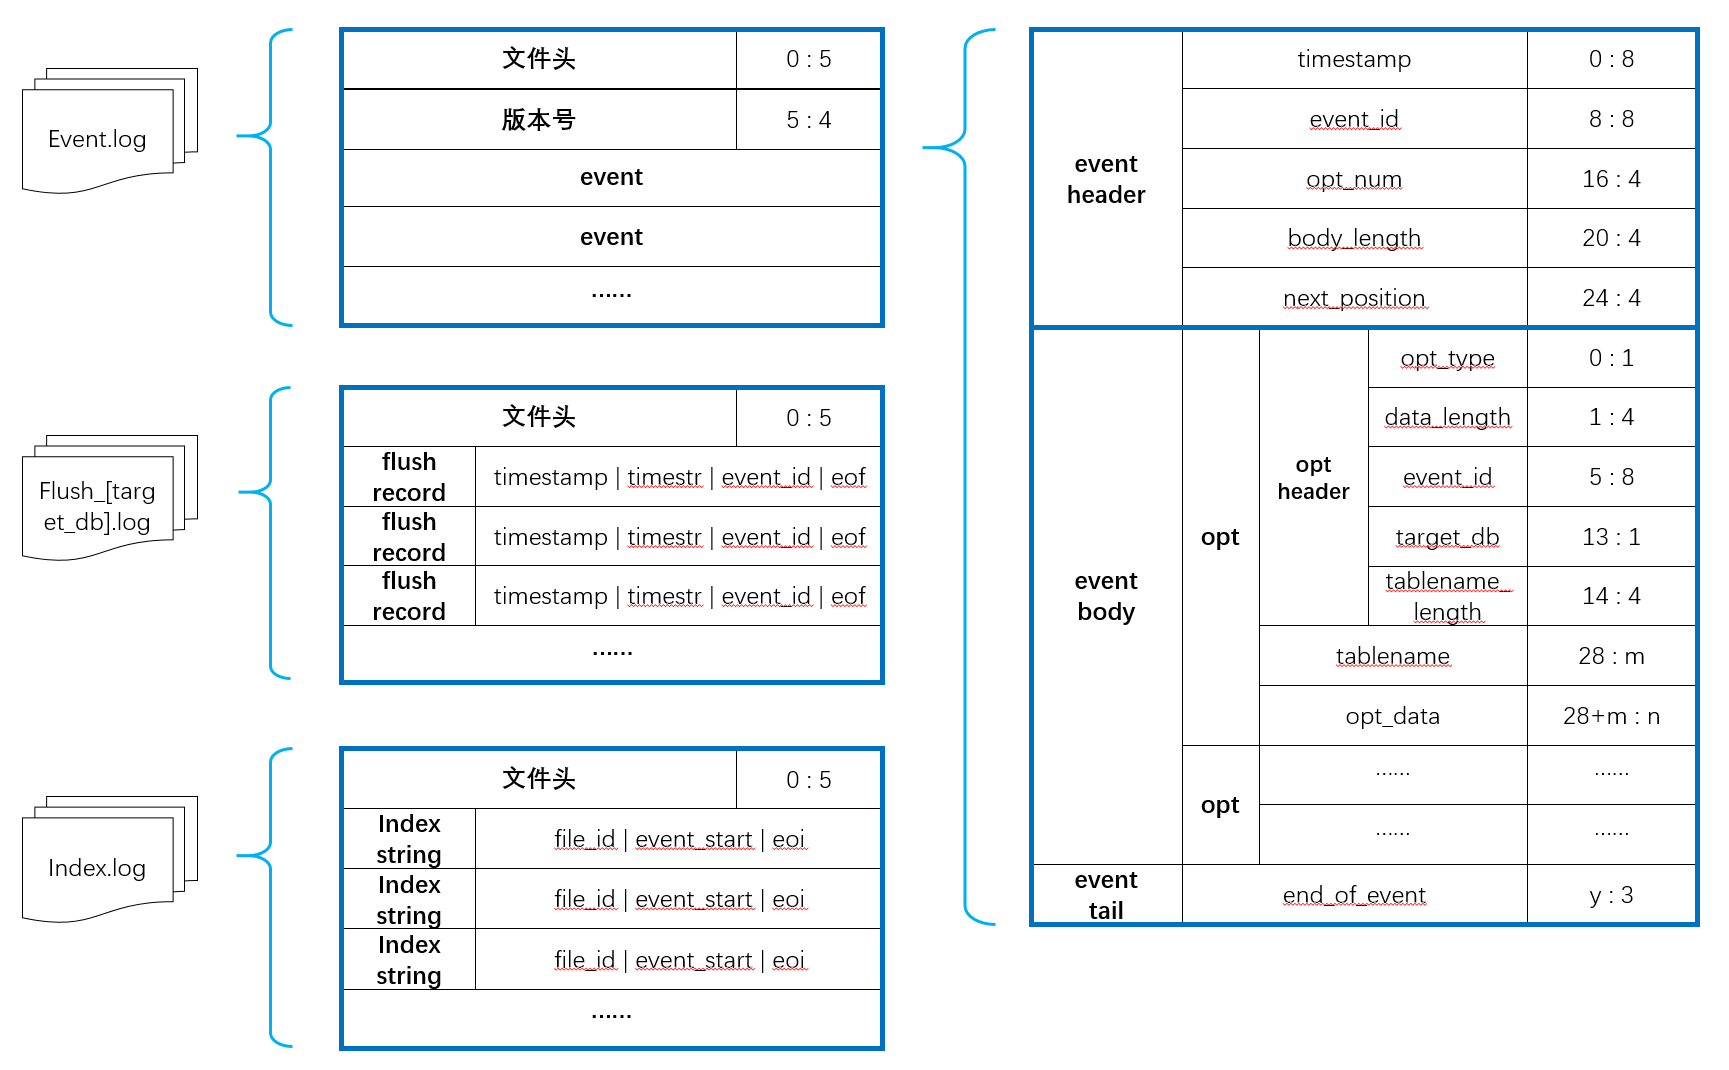 Event.log
文件头
0 : 5
版本号
5 : 4
event
event
……
Flush_[targ
et_db].log
文件头
0 : 5
flush
record
timestamp | timestr | event_id | eof
flush
record
timestamp | timestr | event_id | eof
flush
record
timestamp | timestr | event_id | eof
……
Index.log
文件头
0 : 5
Index
string
file_id | event_start | eoi
Index
string
file_id | event_start | eoi
Index
string
file_id | event_start | eoi
……
event
header
timestamp
0 : 8
event_id
8 : 8
opt_num
16 : 4
body_length
20 : 4
next_position
24 : 4
event
body
opt
opt
header
opt_type
0 : 1
data_length
1 : 4
event_id
5 : 8
target_db
13 : 1
tablename_
length
14 : 4
tablename
28 : m
opt_data
28+m : n
opt
……
……
……
……
event
tail
end_of_event
y : 3